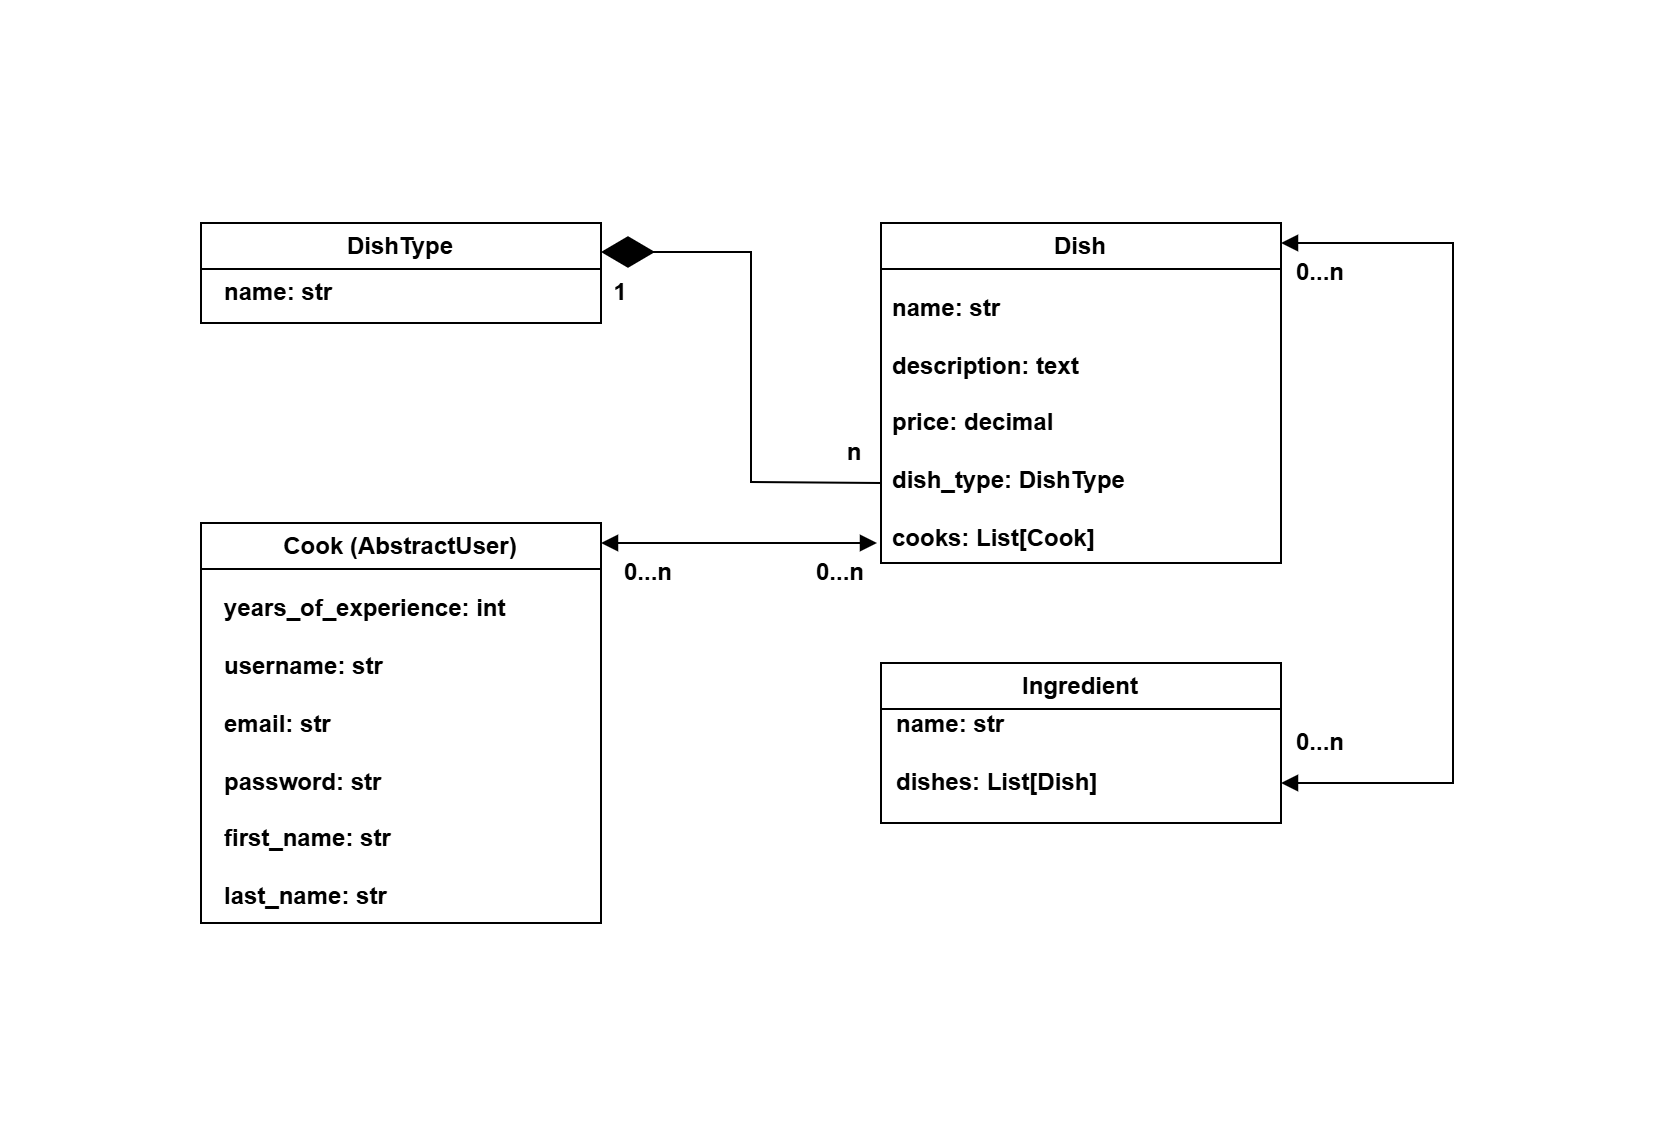 DishType
name: str
1
Dish
name: str
description: text
price: decimal
dish_type: DishType
cooks: List[Cook]
0...n
n
Cook (AbstractUser)
years_of_experience: int
username: str
email: str
password: str
first_name: str
last_name: str
0...n
0...n
Ingredient
name: str
dishes: List[Dish]
0...n